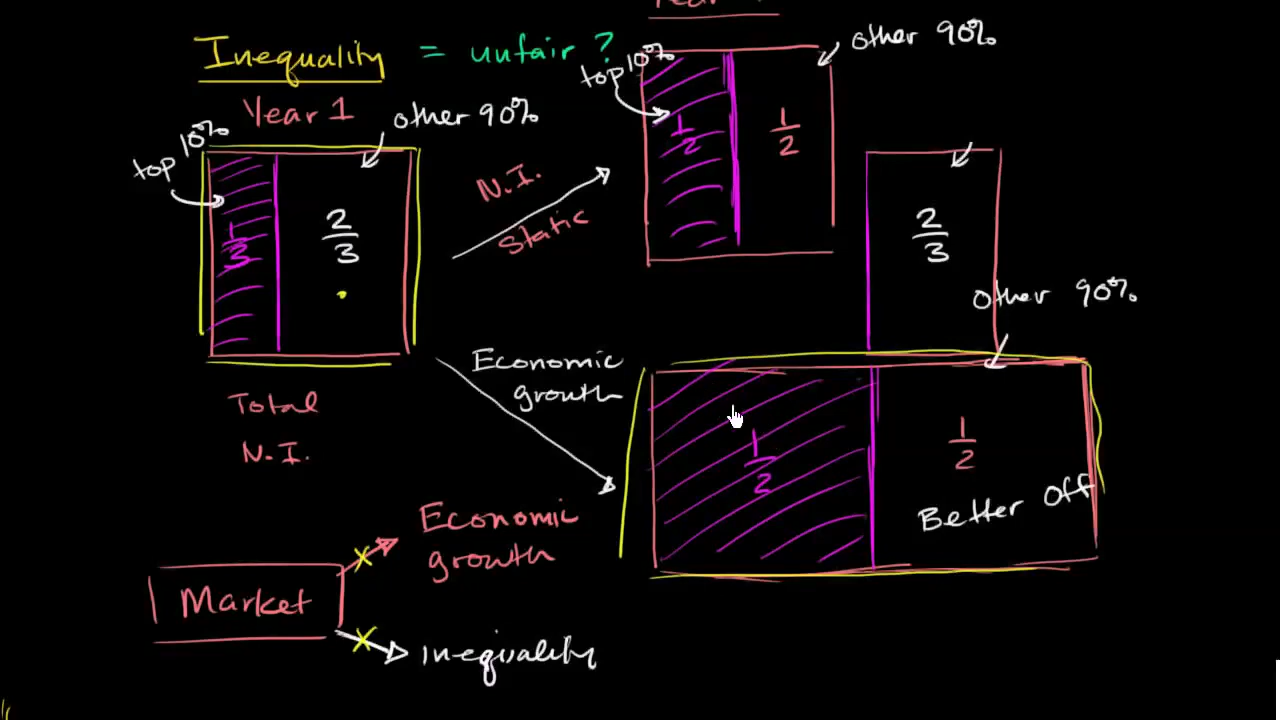 Year
Inequality = unfair ?
Year 1
top 10%
other 90%
1/3
2/3
Total
N.I.
N.I.
Static
top 10%
other 90%
1/2
1/2
2/3
Other 90%
Economic
growth
1/2
1/2
Better Off
Market
Economic
growth
inequality